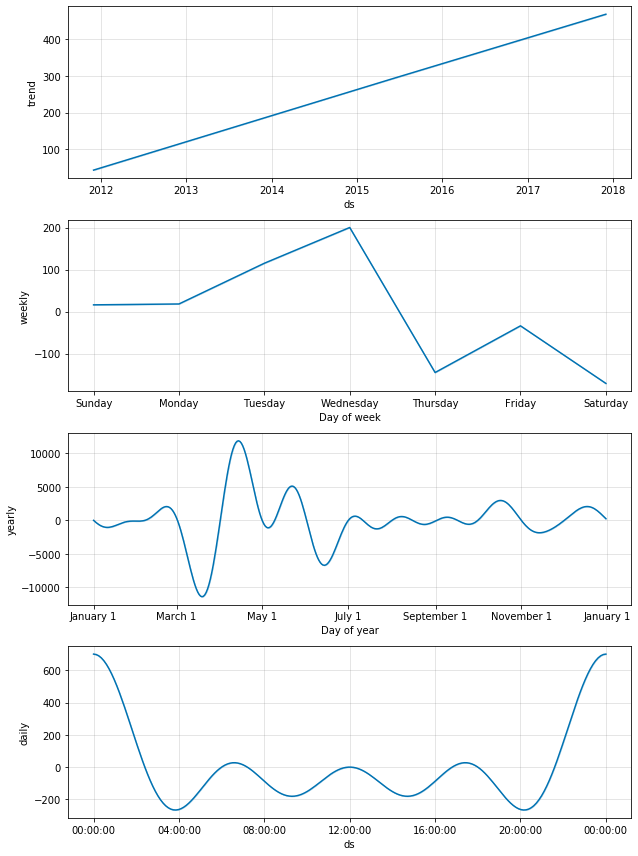 400
300
200
100
trend
2012 2013 2014 2015 2016 2017 2018
ds
200
100
0
−100
weekly
Sunday Monday Tuesday Wednesday Thursday Friday Saturday
Day of week
10000
5000
0
−5000
−10000
yearly
January 1 March 1 May 1 July 1 September 1 November 1 January 1
Day of year
600
400
200
0
−200
daily
00:00:00 04:00:00 08:00:00 12:00:00 16:00:00 20:00:00 00:00:00
ds